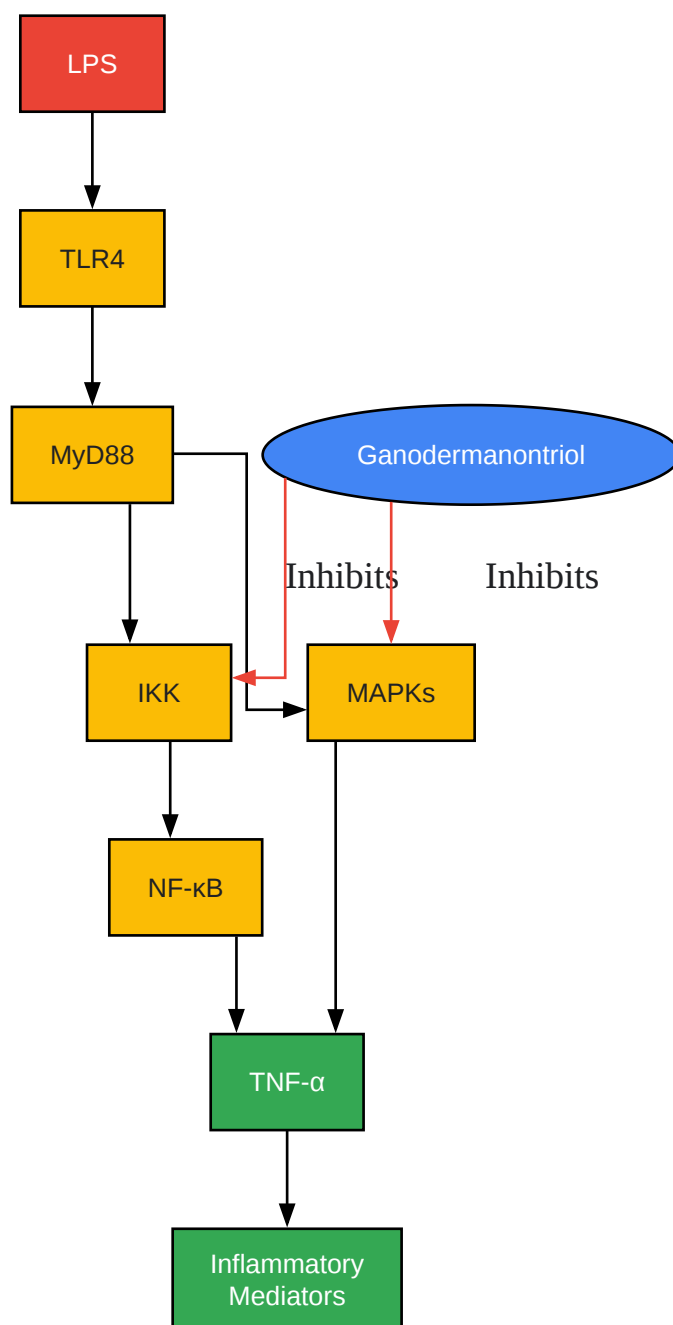 LPS
TLR4
MyD88
Ganodermanontriol
Inhibits
Inhibits
IKK
MAPKs
NF-κB
TNF-α
Inflammatory
Mediators